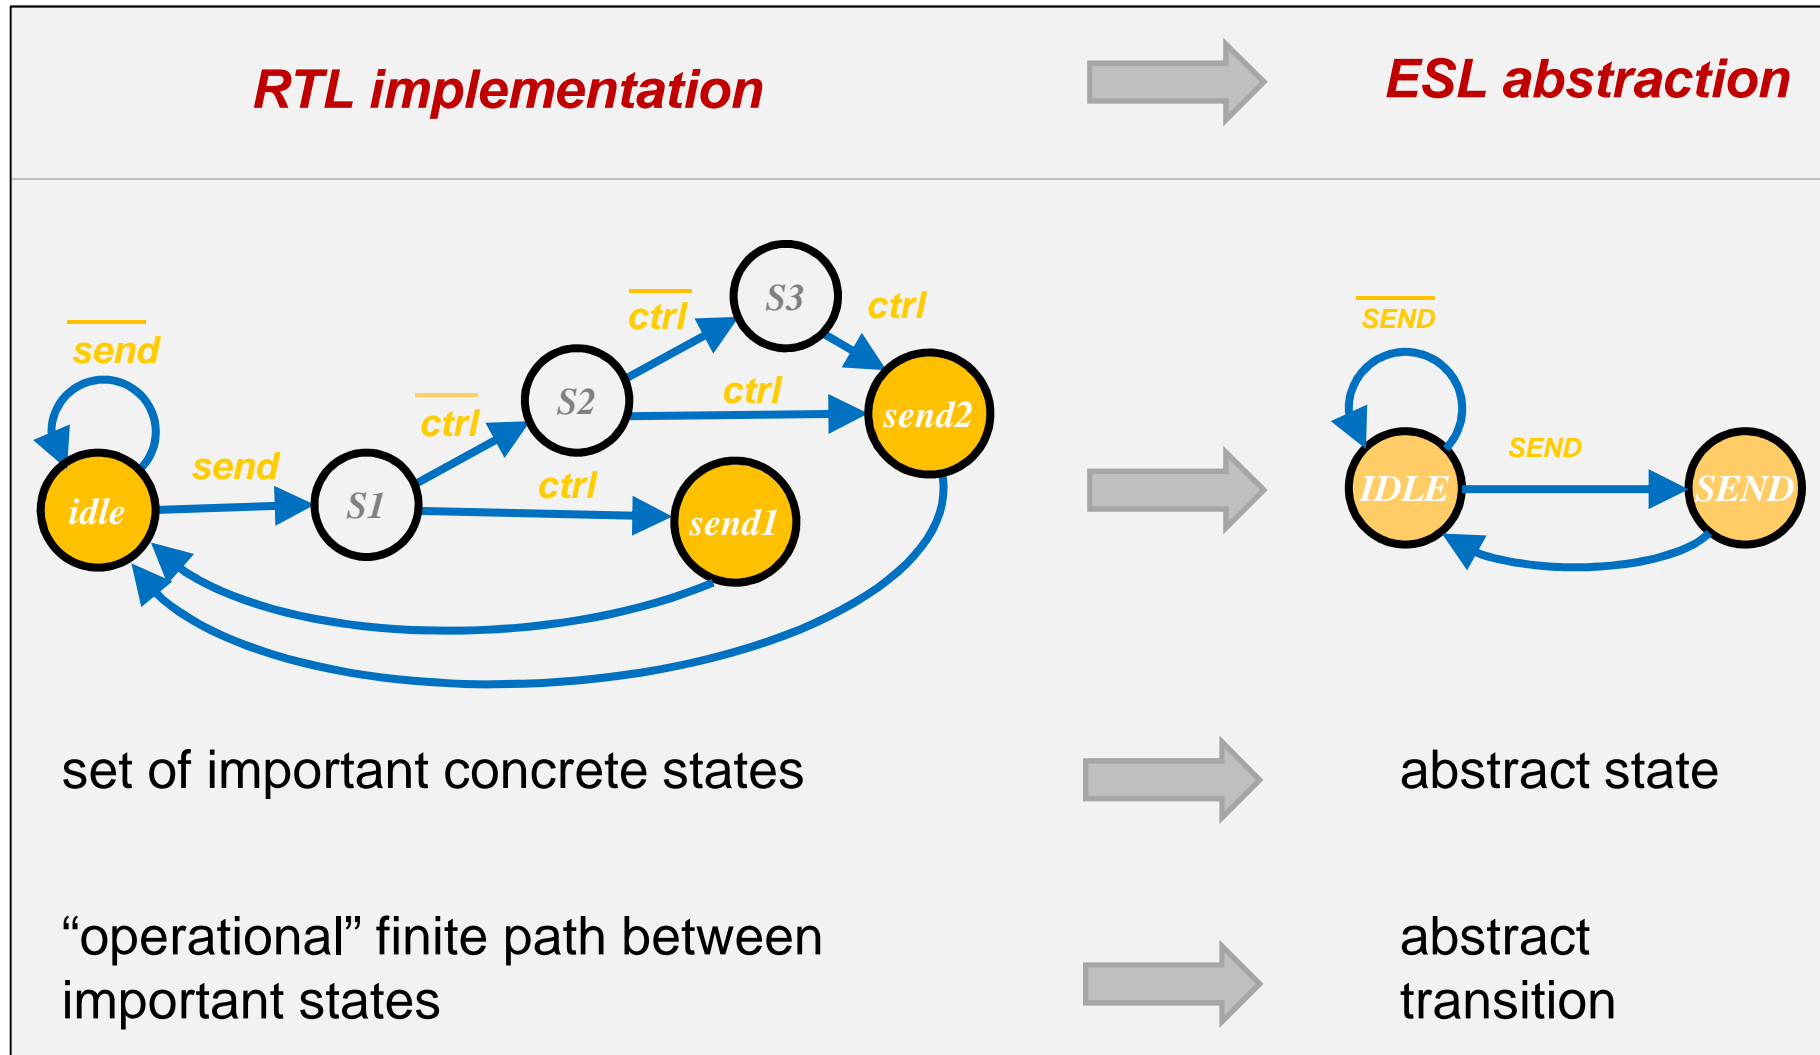 RTL implementation
ESL abstraction
send
idle
send
S1
ctrl
S2
ctrl
S3
ctrl
ctrl
send2
ctrl
send1
SEND
IDLE
SEND
SEND
set of important concrete states
abstract state
“operational” finite path between
important states
abstract
transition